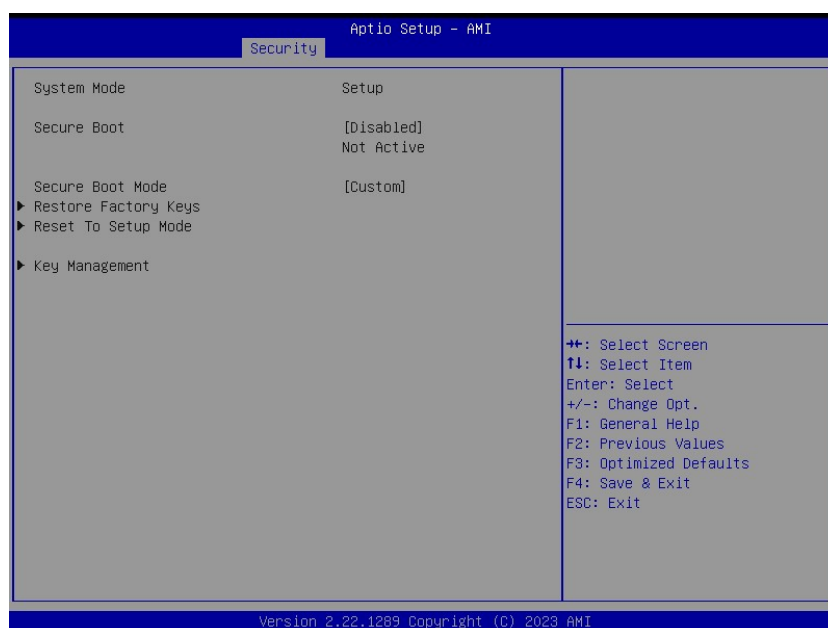 Aptio Setup - AMI
Security
System Mode Setup
Secure Boot [Disabled]
Not Active
Secure Boot Mode [Custom]
► Restore Factory Keys
► Reset To Setup Mode
► Key Management
→←: Select Screen
↑↓: Select Item
Enter: Select
+/-: Change Opt.
F1: General Help
F2: Previous Values
F3: Optimized Defaults
F4: Save & Exit
ESC: Exit
Version 2.22.1289 Copyright (C) 2023 AMI